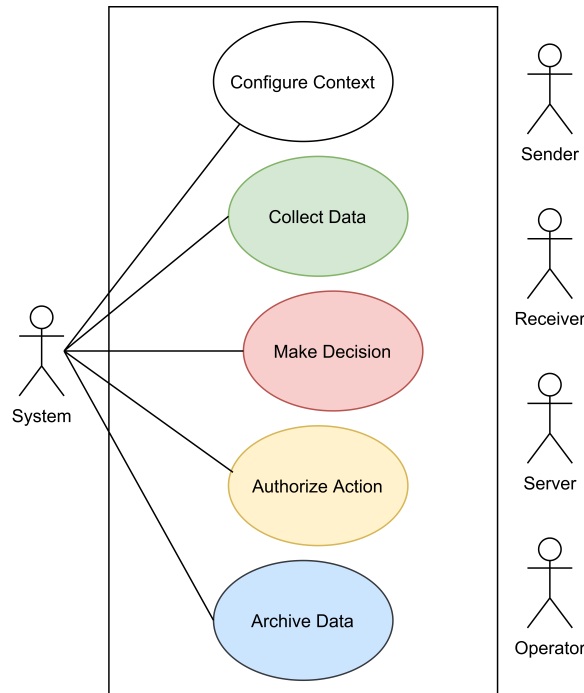 Configure Context
Sender
Collect Data
Receiver
Make Decision
System
Server
Authorize Action
Archive Data
Operator